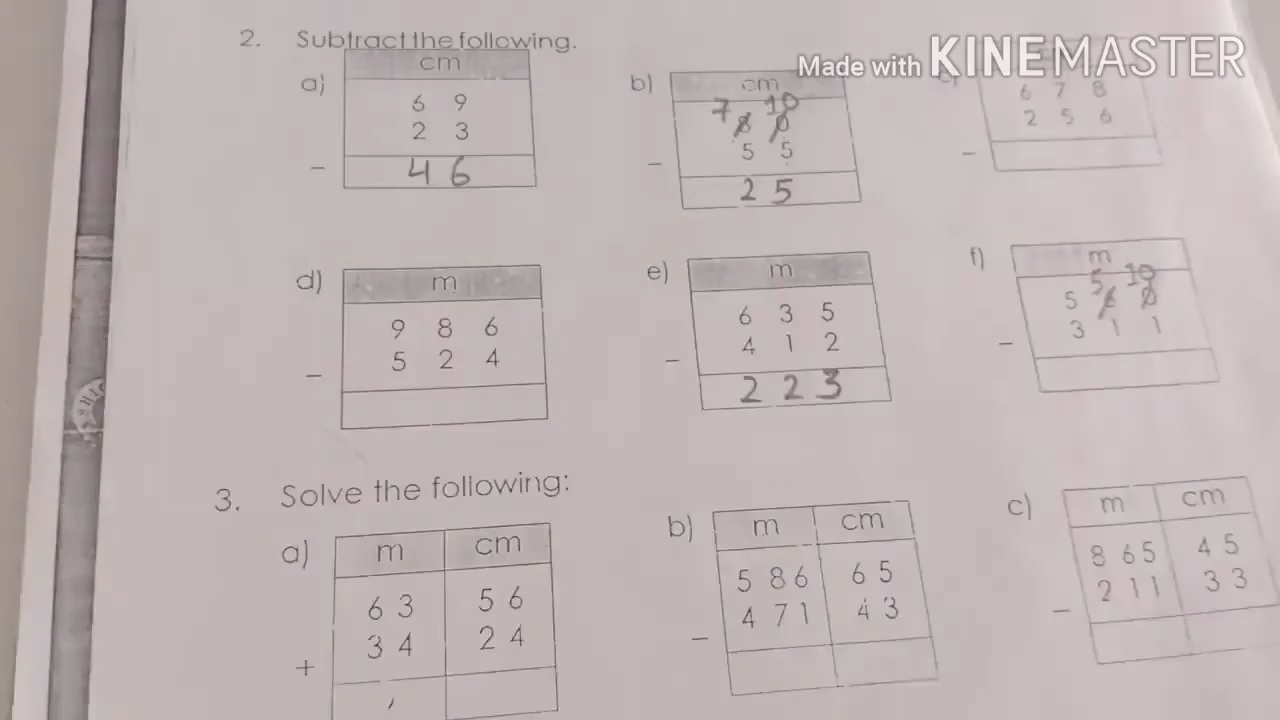 2. Subtract the following.
Made with KINEMASTER
a) cm
6 9
2 3
-
4 6
b) cm
7 10
8 0
5 5
-
2 5
c)
6 7 8
2 5 6
-
d) m
9 8 6
5 2 4
-
e) m
6 3 5
4 1 2
-
2 2 3
f) m
5 10
5 6 0
3 1 1
-
3. Solve the following:
a) m cm
6 3 5 6
3 4 2 4
+
b) m cm
5 8 6 6 5
4 7 1 4 3
-
c) m cm
8 6 5 4 5
2 1 1 3 3
-